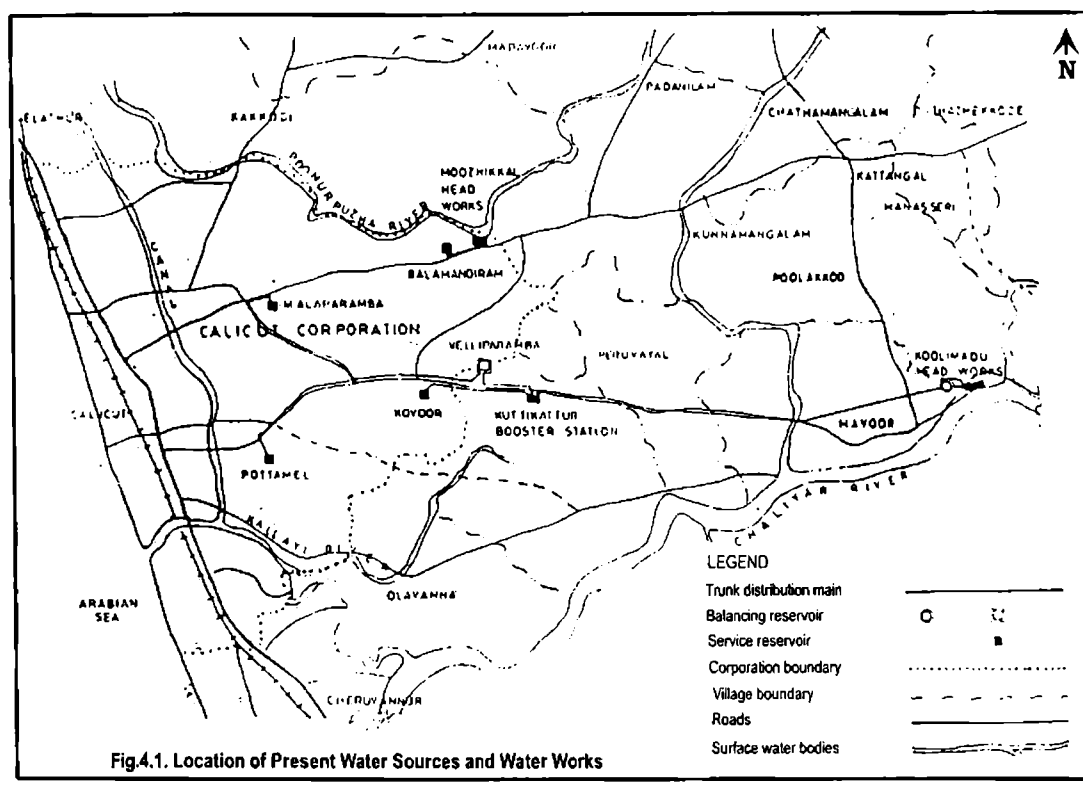 N
MADAVOOR
PADANILAM
CHATHAMANGALAM
ELATHUR
KAKKODI
KATTANGAL
MOOZHIKKAL
HEAD
WORKS
POONURPUZHA RIVER
MANASSERI
KUNNAMANGALAM
CANAL
BALAMANDIRAM
POOLAKKOD
MALAPARAMBA
CALICUT CORPORATION
VELLIPARAMBA
PERUVAYAL
KOOLIMADU
HEAD WORKS
CALICUT
KOVOOR
KUTTIKATTUR
BOOSTER STATION
MAVOOR
POTTAMEL
CHALIYAR RIVER
KALLAYI
OLAVANNA
ARABIAN
SEA
CHERUVANNUR
LEGEND
Trunk distribution main
Balancing reservoir
Service reservoir
Corporation boundary
Village boundary
Roads
Surface water bodies
Fig.4.1. Location of Present Water Sources and Water Works